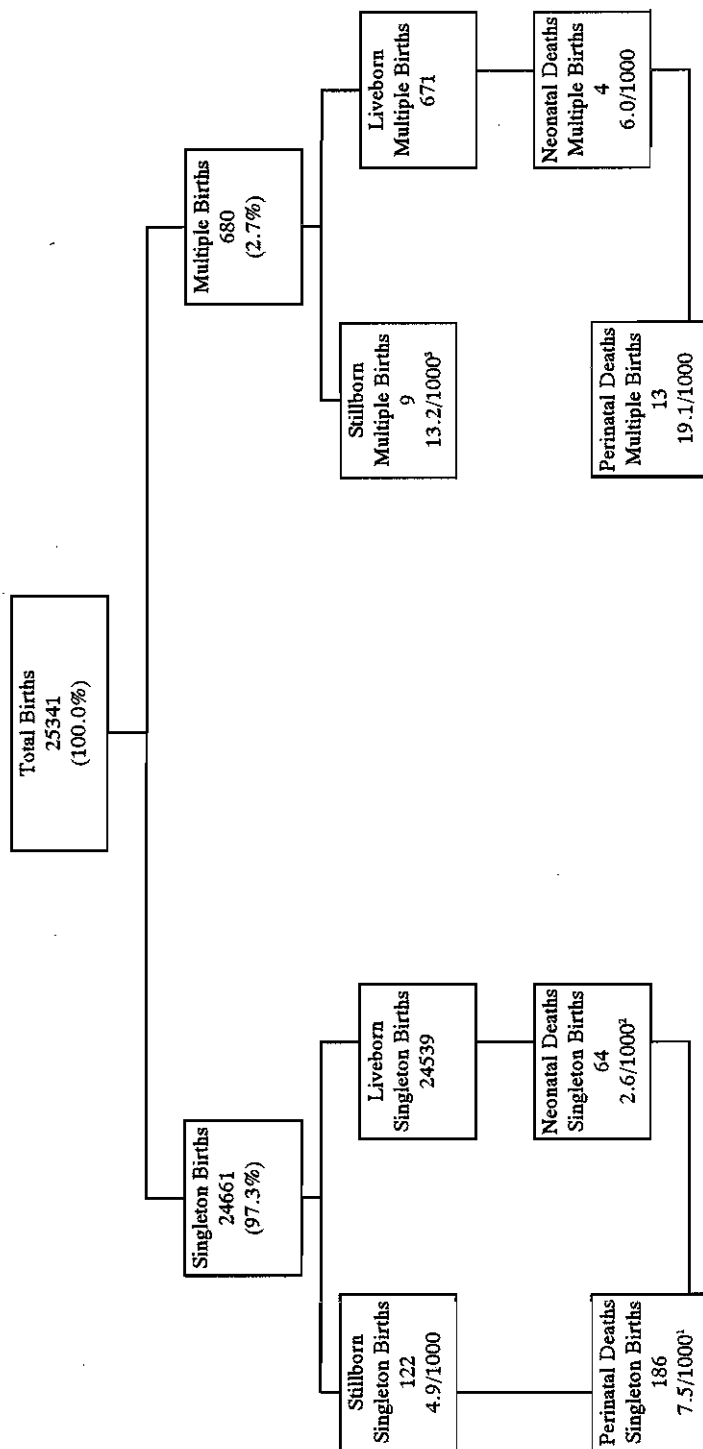 Total Births
25341
(100.0%)
Singleton Births
24661
(97.3%)
Multiple Births
680
(2.7%)
Stillborn
Singleton Births
122
4.9/1000
Liveborn
Singleton Births
24539
Stillborn
Multiple Births
9
13.2/1000³
Liveborn
Multiple Births
671
Neonatal Deaths
Singleton Births
64
2.6/1000²
Neonatal Deaths
Multiple Births
4
6.0/1000
Perinatal Deaths
Singleton Births
186
7.5/1000¹
Perinatal Deaths
Multiple Births
13
19.1/1000